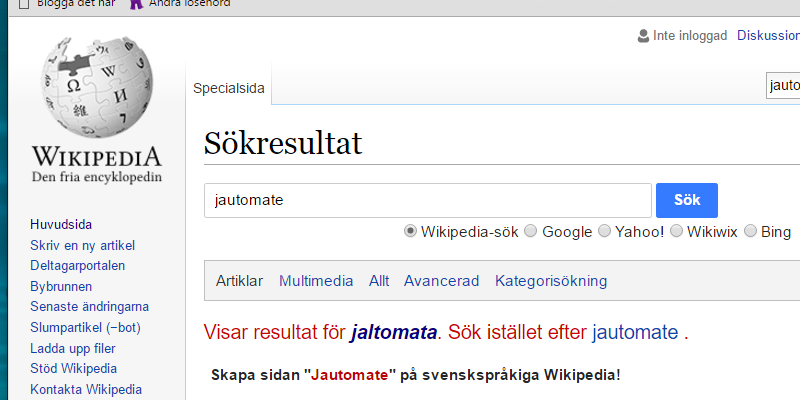 Blogga det här Ändra lösenord
Inte inloggad Diskussion
Specialsida
jauto
WIKIPEDIA
Den fria encyklopedin
Sökresultat
jautomate Sök
Wikipedia-sök Google Yahoo! Wikiwix Bing
Huvudsida
Skriv en ny artikel
Deltagarportalen
Bybrunnen
Senaste ändringarna
Slumpartikel (−bot)
Ladda upp filer
Stöd Wikipedia
Kontakta Wikipedia
Artiklar Multimedia Allt Avancerad Kategorisökning
Visar resultat för jaltomata. Sök istället efter jautomate .
Skapa sidan "Jautomate" på svenskspråkiga Wikipedia!